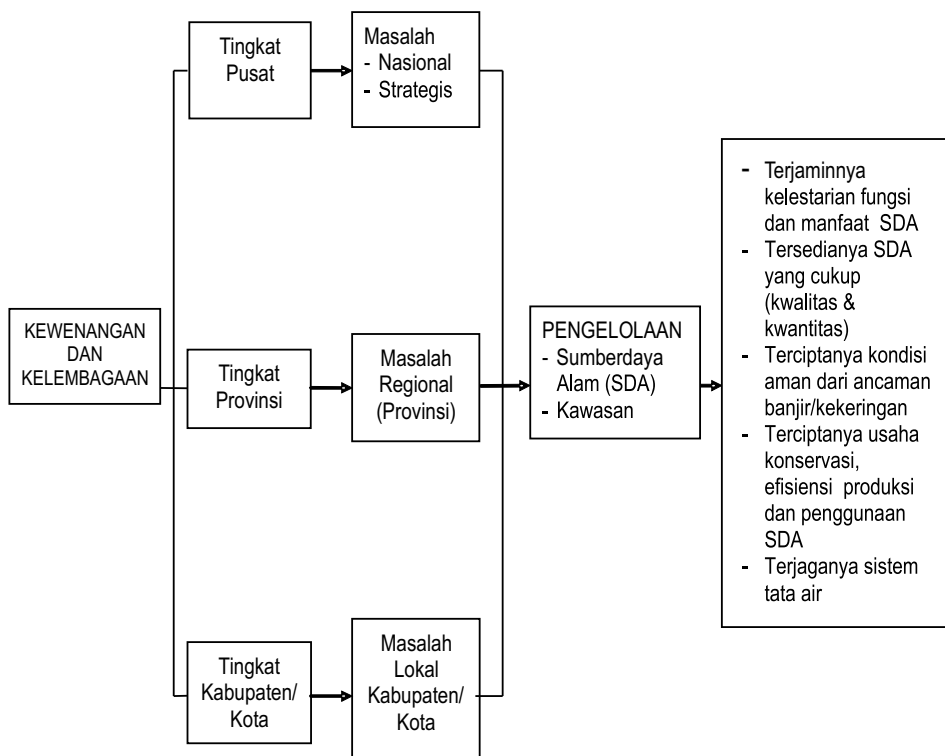 KEWENANGAN
DAN
KELEMBAGAAN
Tingkat
Pusat
Masalah
- Nasional
- Strategis
Tingkat
Provinsi
Masalah
Regional
(Provinsi)
Tingkat
Kabupaten/
Kota
Masalah
Lokal
Kabupaten/
Kota
PENGELOLAAN
- Sumberdaya
Alam (SDA)
- Kawasan
- Terjaminnya
kelestarian fungsi
dan manfaat SDA
- Tersedianya SDA
yang cukup
(kwalitas &
kwantitas)
- Terciptanya kondisi
aman dari ancaman
banjir/kekeringan
- Terciptanya usaha
konservasi,
efisiensi produksi
dan penggunaan
SDA
- Terjaganya sistem
tata air